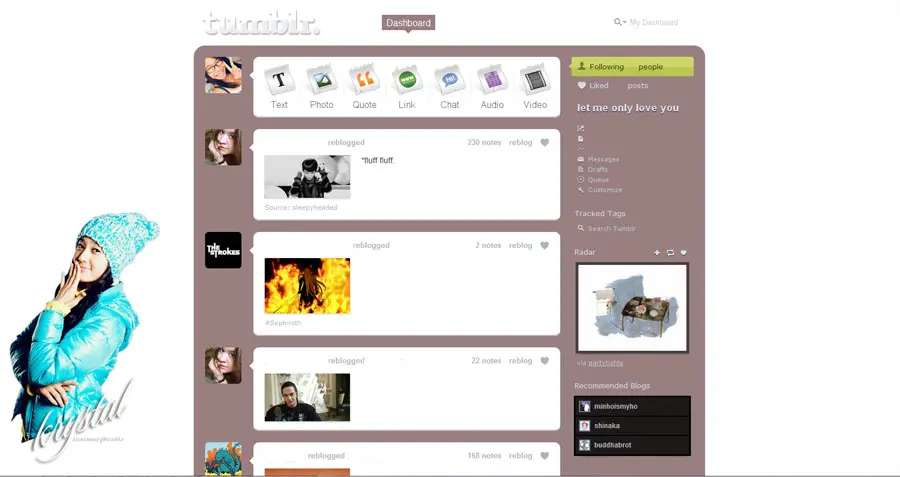 tumblr.
Dashboard
My Dashboard
Text Photo Quote Link Chat Audio Video
Following people
Liked posts
let me only love you
reblogged 230 notes reblog
"fluff fluff.
Source: sleepyheaded
Messages
Drafts
Queue
Customize
Tracked Tags
Search Tumblr
THE STROKES
reblogged 2 notes reblog
#Sephiroth
Radar
via partytights
reblogged 22 notes reblog
Recommended Blogs
minhoismyho
shinaka
buddhabrot
reblogged 168 notes reblog
krystal